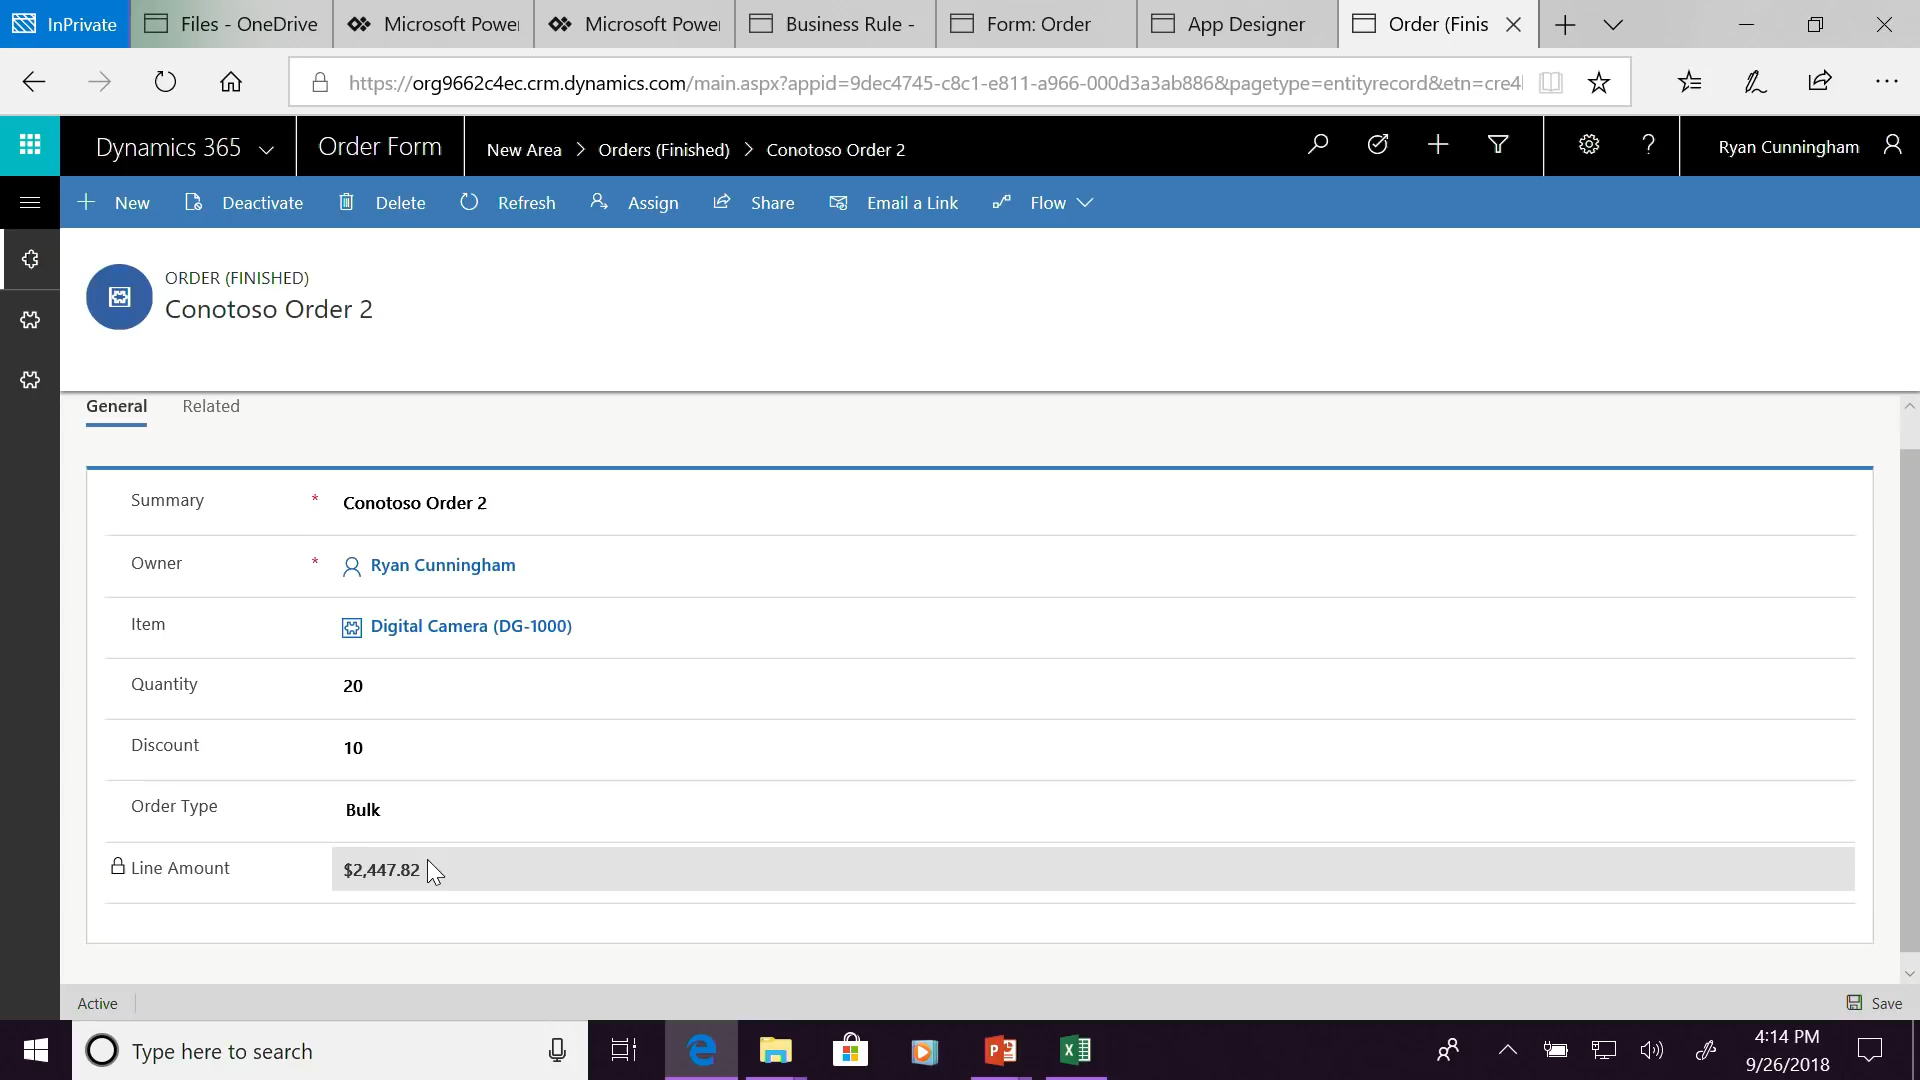 InPrivate
Files - OneDrive
Microsoft Power
Microsoft Power
Business Rule -
Form: Order
App Designer
Order (Finis
https://org9662c4ec.crm.dynamics.com/main.aspx?appid=9dec4745-c8c1-e811-a966-000d3a3ab886&pagetype=entityrecord&etn=cre4
Dynamics 365
Order Form
New Area > Orders (Finished) > Conotoso Order 2
Ryan Cunningham
New
Deactivate
Delete
Refresh
Assign
Share
Email a Link
Flow
ORDER (FINISHED)
Conotoso Order 2
General
Related
Summary * Conotoso Order 2
Owner * Ryan Cunningham
Item Digital Camera (DG-1000)
Quantity 20
Discount 10
Order Type Bulk
Line Amount $2,447.82
Active
Save
Type here to search
4:14 PM
9/26/2018